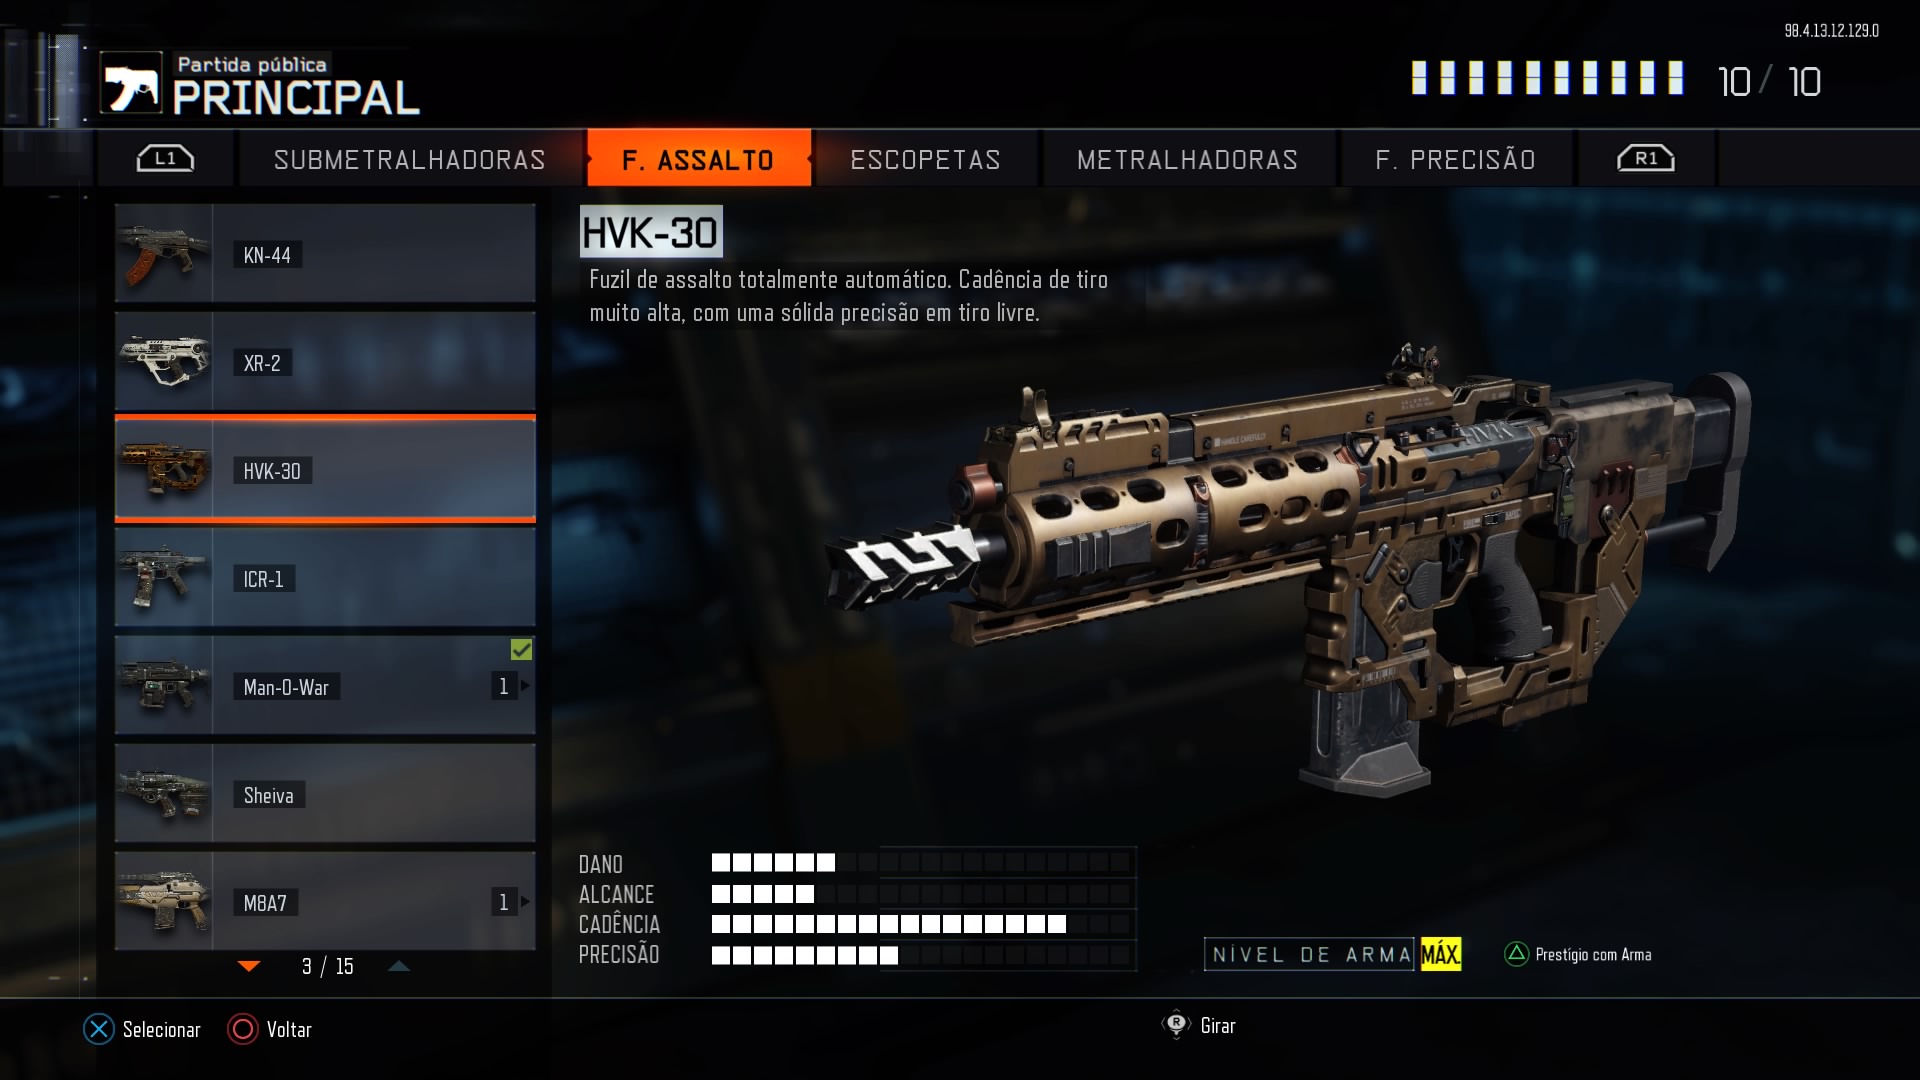 98.4.13.12.129.0
Partida pública
PRINCIPAL
10 / 10
L1
SUBMETRALHADORAS
F. ASSALTO
ESCOPETAS
METRALHADORAS
F. PRECISÃO
R1
KN-44
XR-2
HVK-30
ICR-1
Man-O-War
1
Sheiva
M8A7
1
3 / 15
HVK-30
Fuzil de assalto totalmente automático. Cadência de tiro
muito alta, com uma sólida precisão em tiro livre.
HANDLE CAREFULLY
HVK
DANO
ALCANCE
CADÊNCIA
PRECISÃO
NÍVEL DE ARMA MÁX.
Prestígio com Arma
Selecionar
Voltar
R
Girar